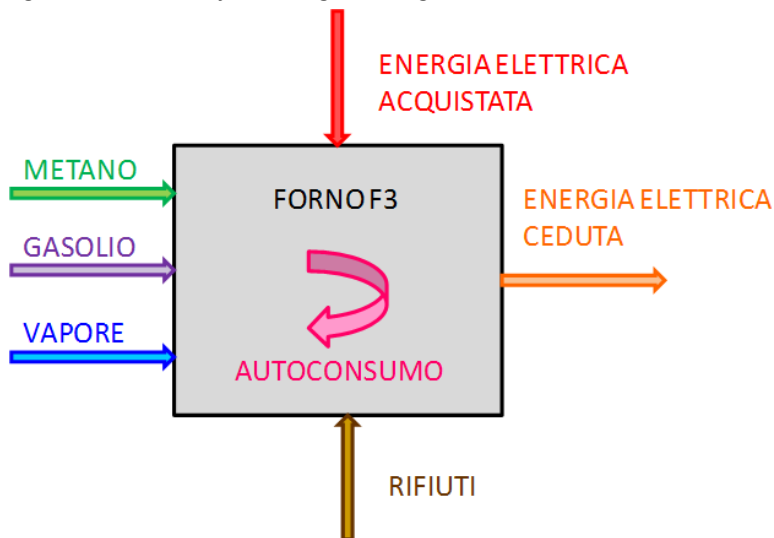 ENERGIA ELETTRICA
ACQUISTATA
METANO
FORNO F3
ENERGIA ELETTRICA
CEDUTA
GASOLIO
VAPORE
AUTOCONSUMO
RIFIUTI